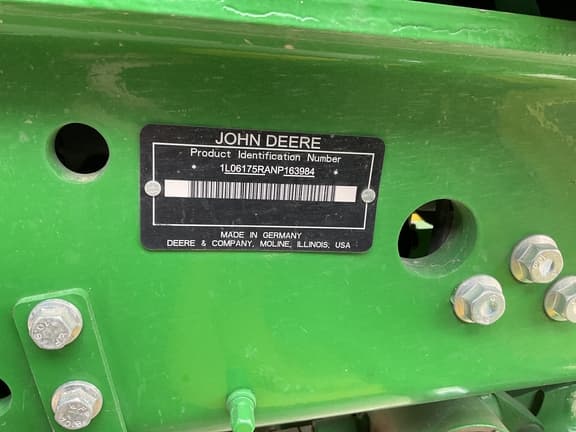 JOHN DEERE
Product Identification Number
* 1L06175RANP163984 *
MADE IN GERMANY
DEERE & COMPANY, MOLINE, ILLINOIS, USA